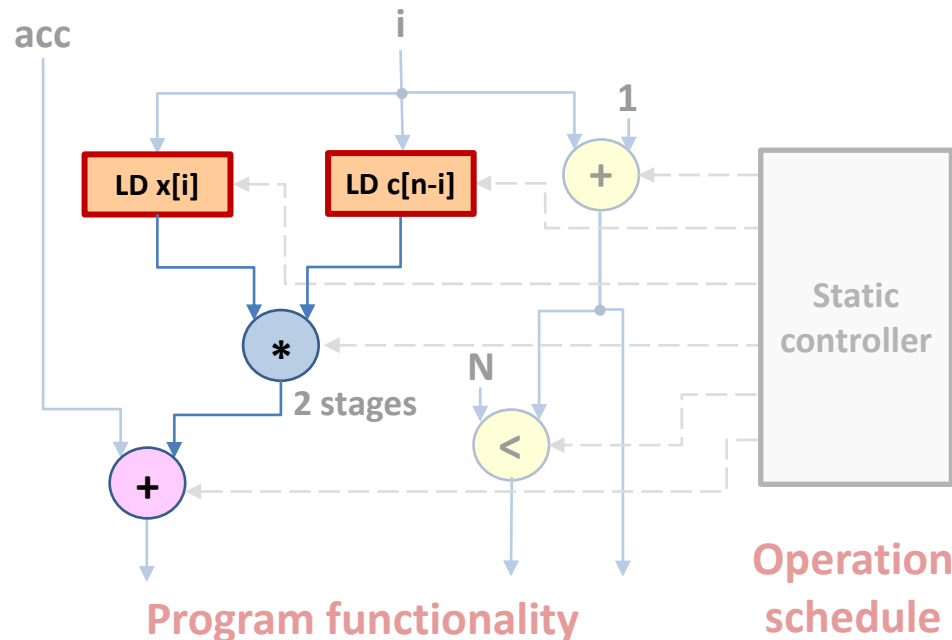 acc
i
1
LD x[i]
LD c[n-i]
+
Static
controller
*
N
2 stages
<
+
Operation
schedule
Program functionality